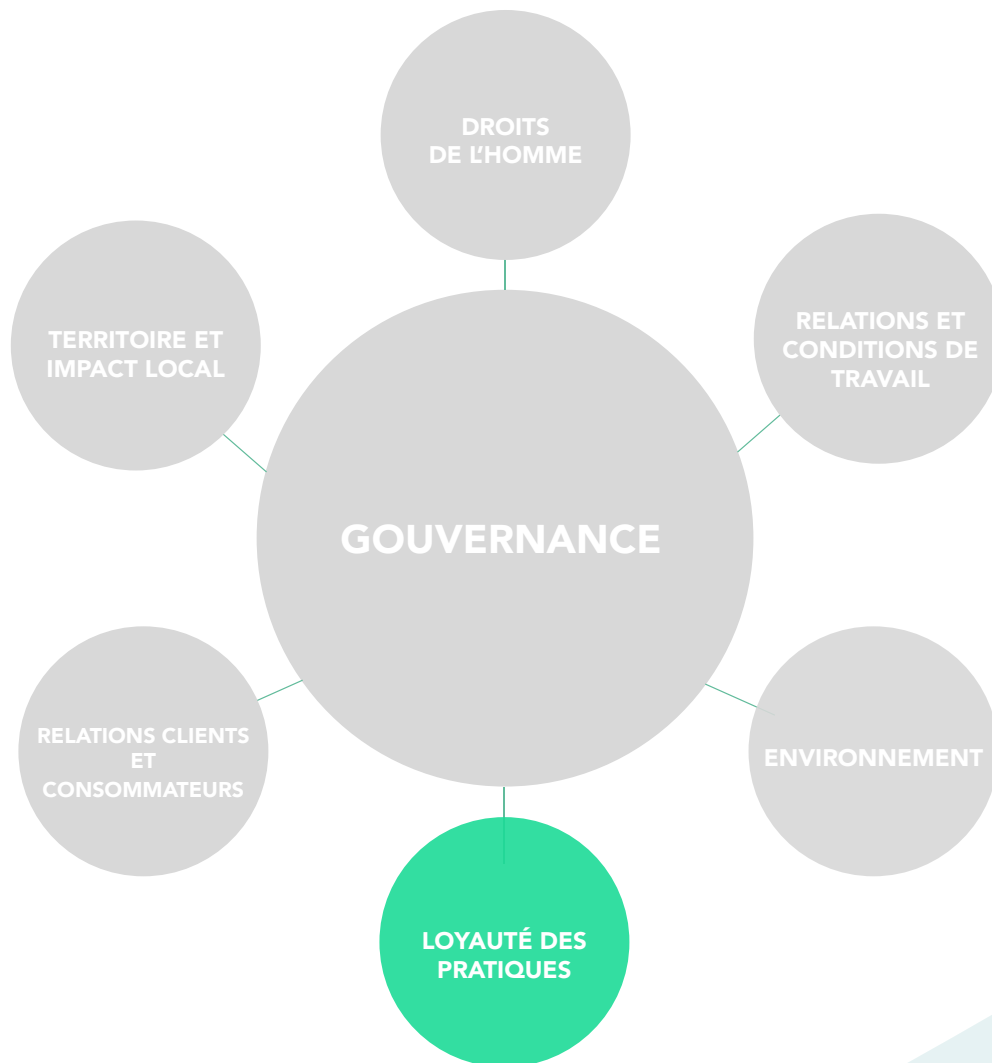 DROITS
DE L'HOMME
TERRITOIRE ET
IMPACT LOCAL
RELATIONS ET
CONDITIONS DE
TRAVAIL
GOUVERNANCE
RELATIONS CLIENTS
ET
CONSOMMATEURS
ENVIRONNEMENT
LOYAUTÉ DES
PRATIQUES